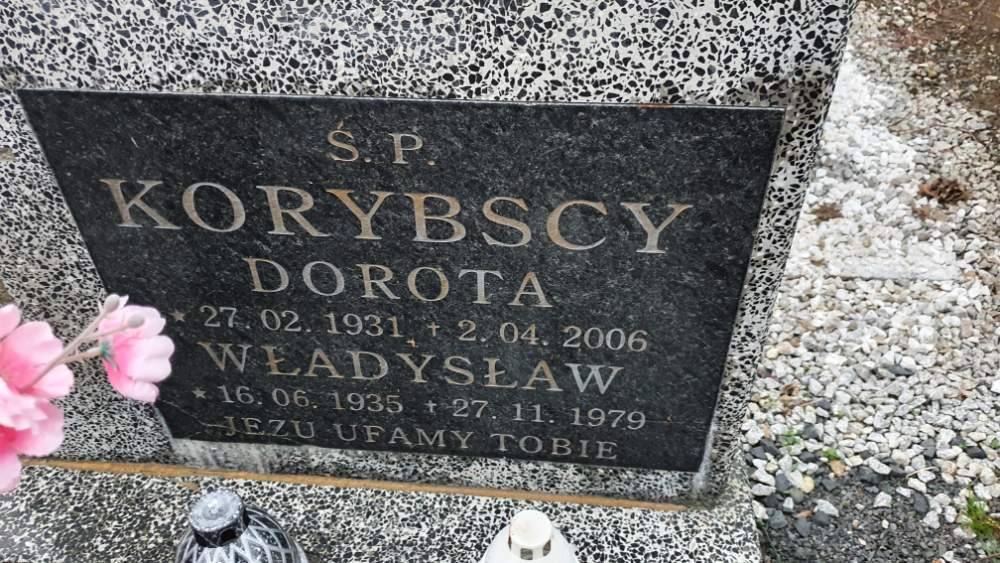 Ś. P.
KORYBSCY
DOROTA
* 27. 02. 1931 + 2. 04. 2006
WŁADYSŁAW
* 16. 06. 1935 + 27. 11. 1979
JEZU UFAMY TOBIE